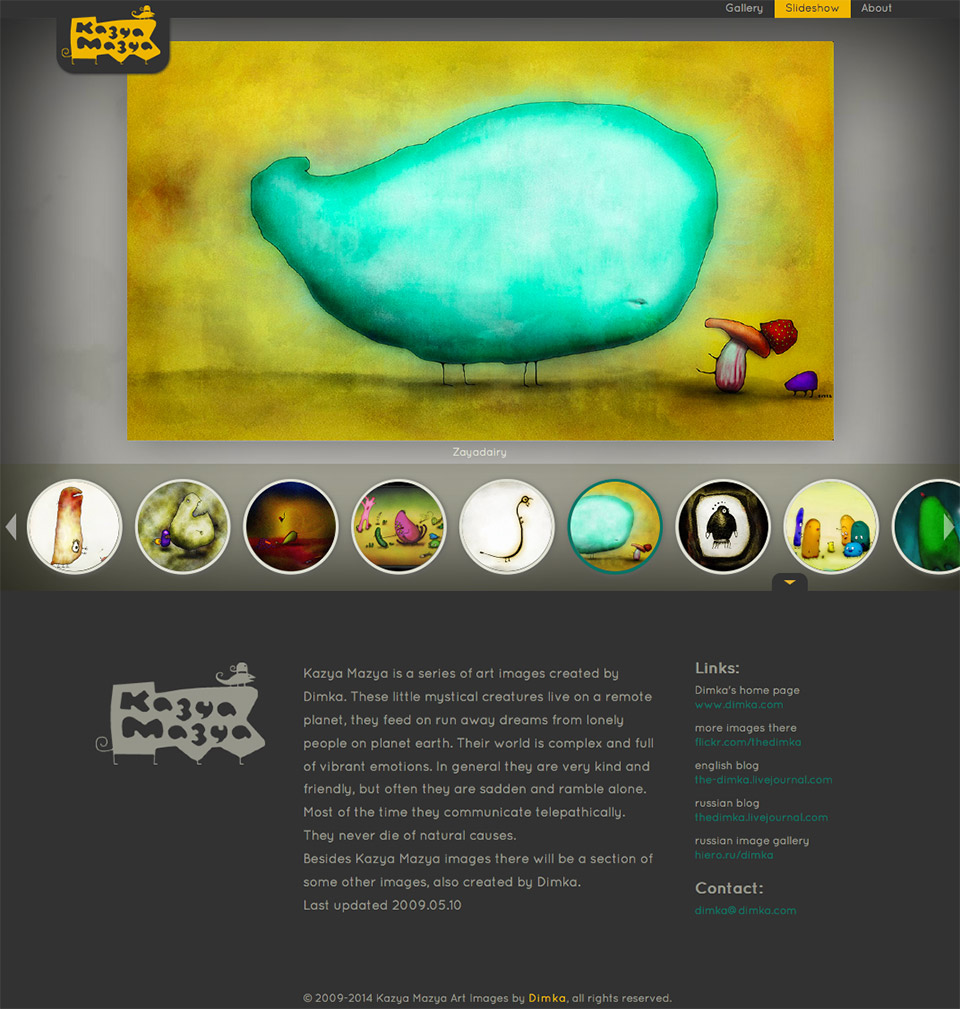 Kazya
Mazya
Gallery
Slideshow
About
Zayadairy
Kazya
Mazya
Kazya Mazya is a series of art images created by
Dimka. These little mystical creatures live on a remote
planet, they feed on run away dreams from lonely
people on planet earth. Their world is complex and full
of vibrant emotions. In general they are very kind and
friendly, but often they are sadden and ramble alone.
Most of the time they communicate telepathically.
They never die of natural causes.
Besides Kazya Mazya images there will be a section of
some other images, also created by Dimka.
Last updated 2009.05.10
Links:
Dimka's home page
www.dimka.com
more images there
flickr.com/thedimka
english blog
the-dimka.livejournal.com
russian blog
thedimka.livejournal.com
russian image gallery
hiero.ru/dimka
Contact:
dimka@dimka.com
© 2009-2014 Kazya Mazya Art Images by Dimka, all rights reserved.